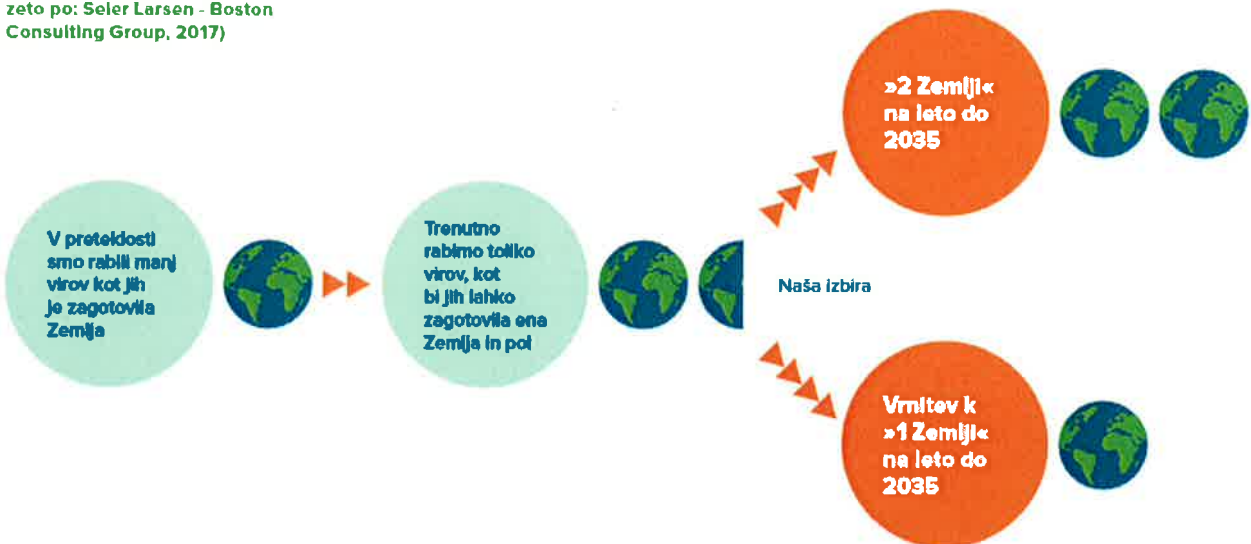 zeto po: Seier Larsen - Boston
Consulting Group, 2017)
V preteklosti
smo rabili manj
virov kot jih
je zagotovila
Zemlja
Trenutno
rabimo toliko
virov, kot
bi jih lahko
zagotovila ena
Zemlja in pol
Naša izbira
»2 Zemlji«
na leto do
2035
Vrnitev k
»1 Zemlji«
na leto do
2035